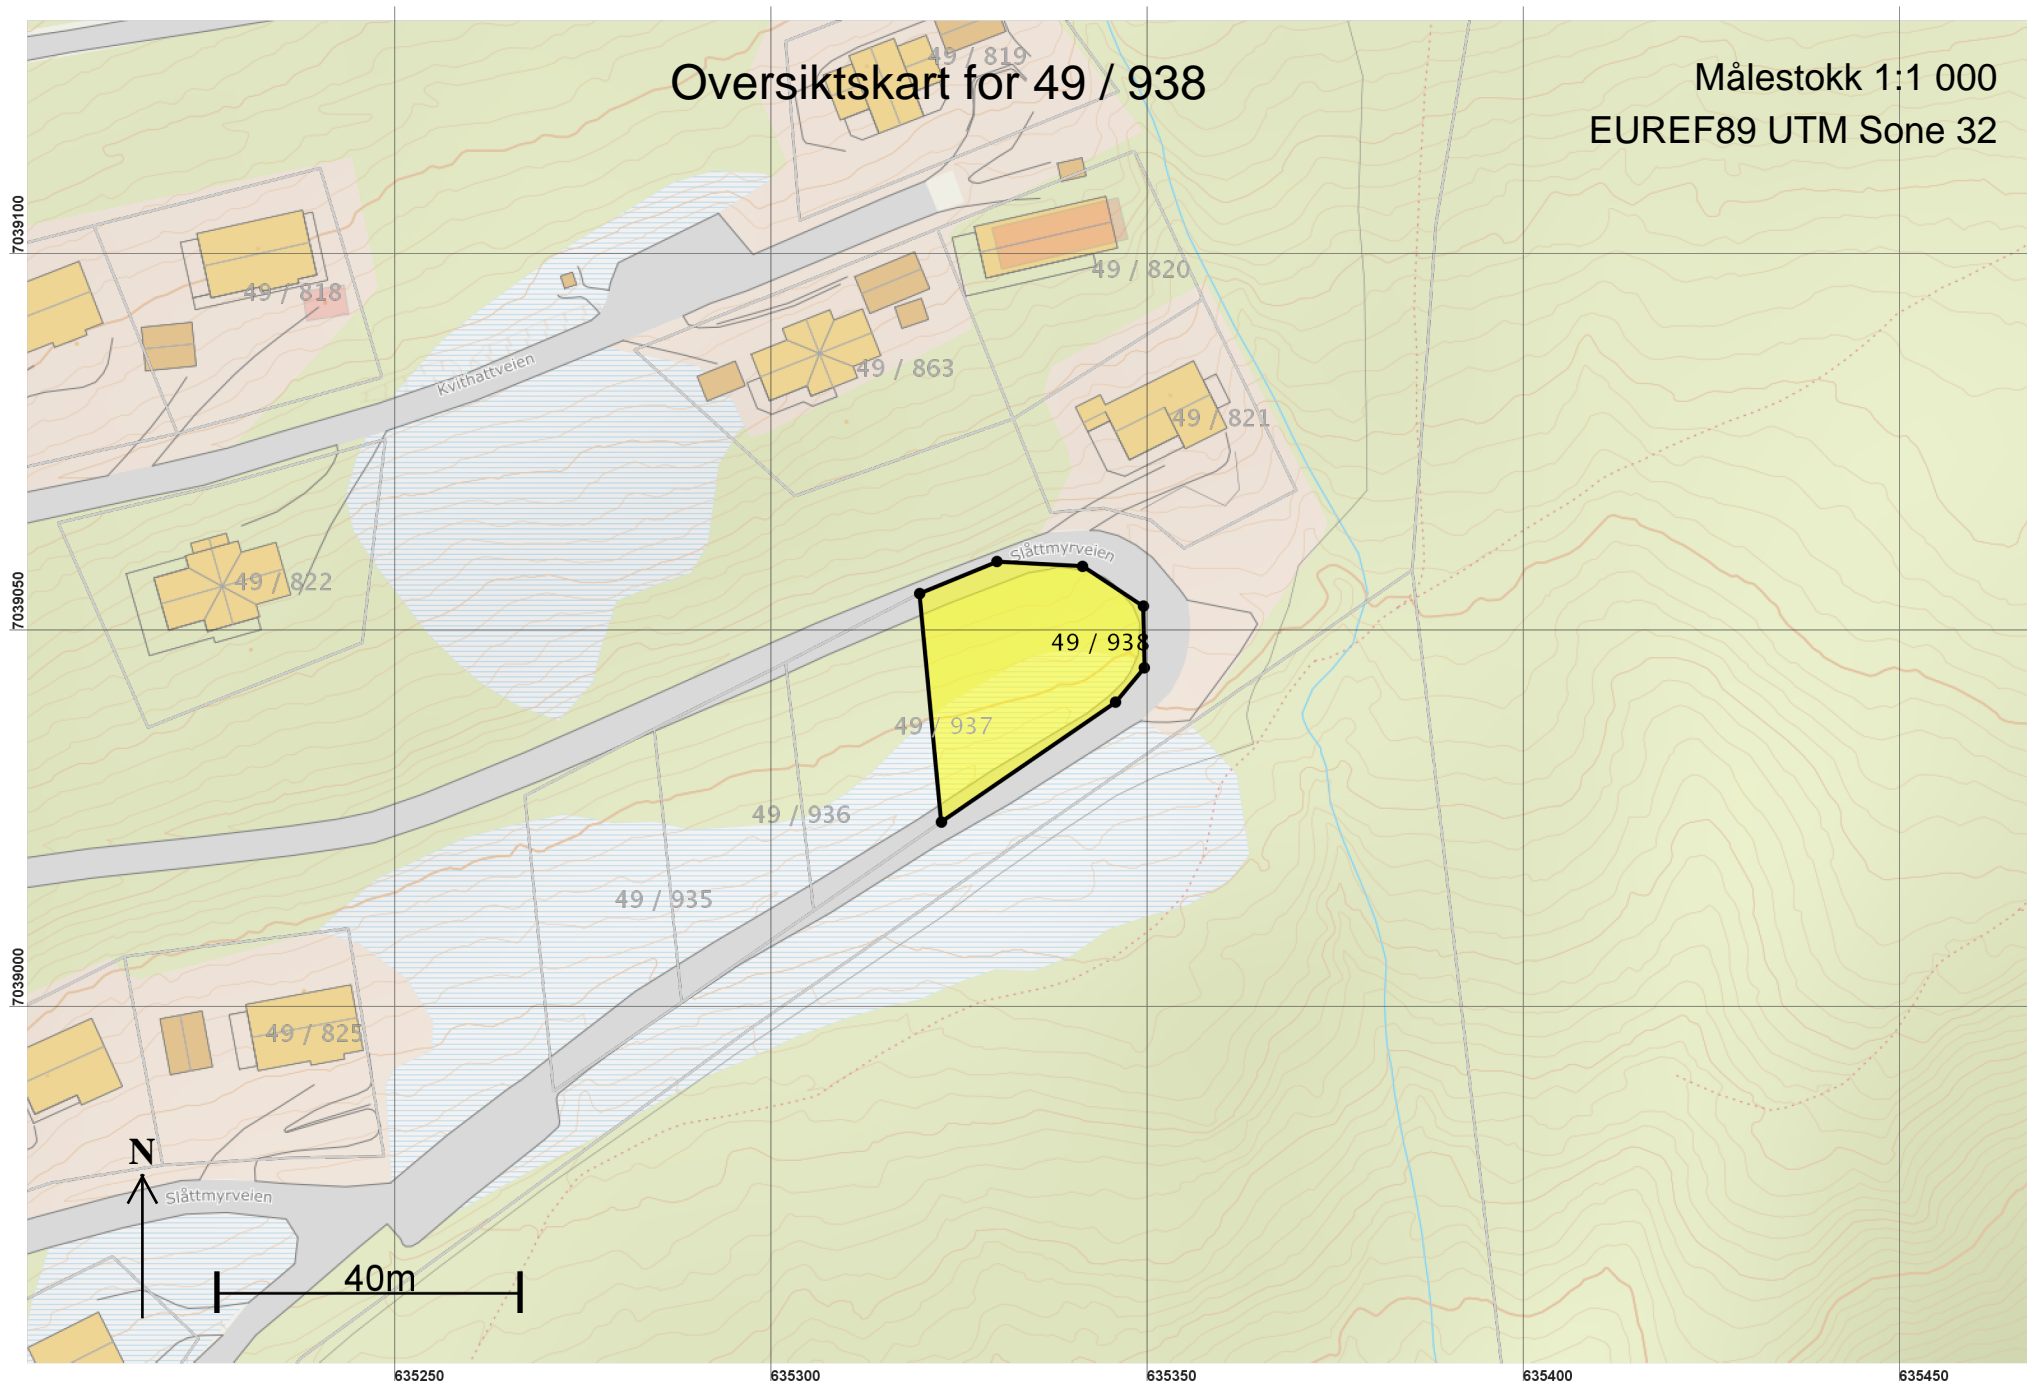 Oversiktskart for 49 / 938
Målestokk 1:1 000
EUREF89 UTM Sone 32
49 / 819
7039100
49 / 820
49 / 818
Kvithattveien
49 / 863
49 / 821
Slåttmyrveien
49 / 822
7039050
49 / 938
49 / 937
49 / 936
49 / 935
7039000
49 / 825
N
Slåttmyrveien
40m
635250
635300
635350
635400
635450